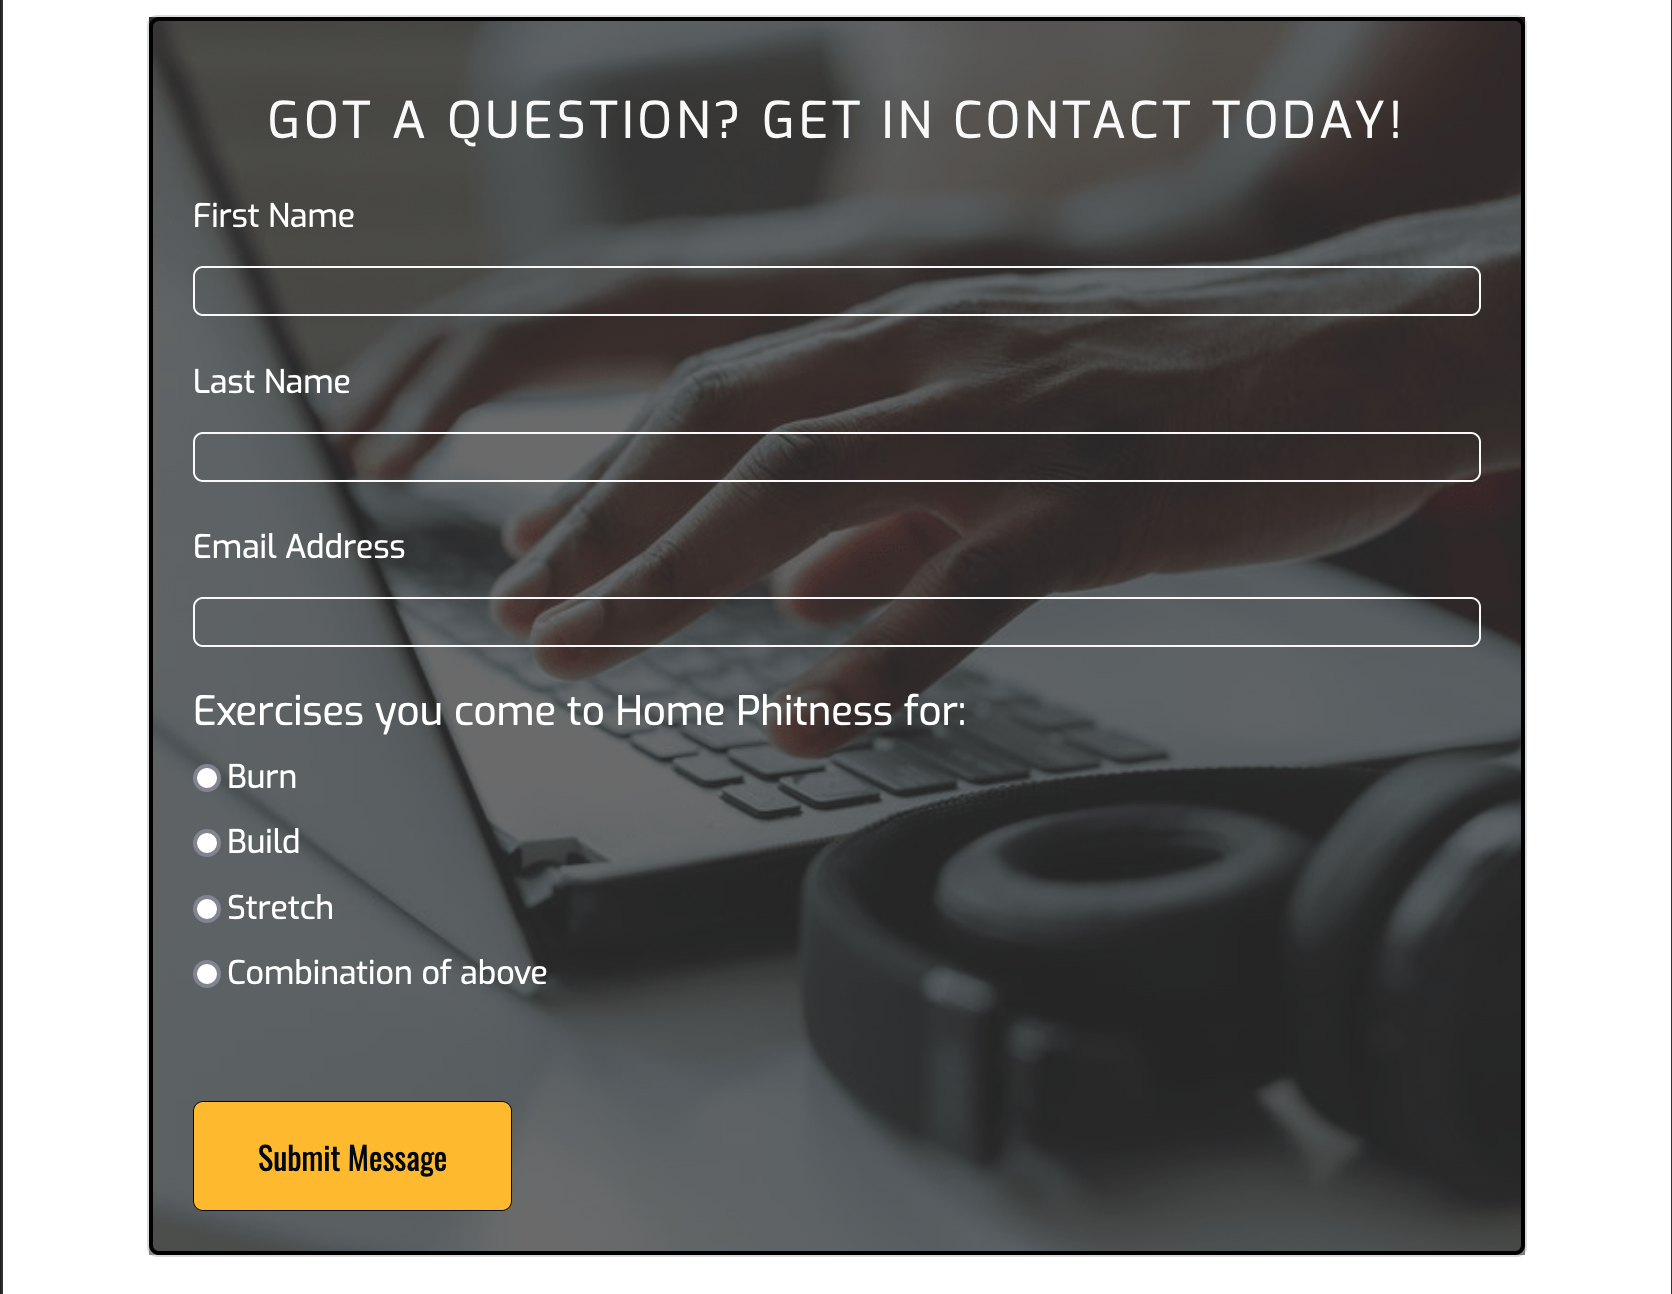 GOT A QUESTION? GET IN CONTACT TODAY!
First Name
Last Name
Email Address
Exercises you come to Home Phitness for:
Burn
Build
Stretch
Combination of above
Submit Message